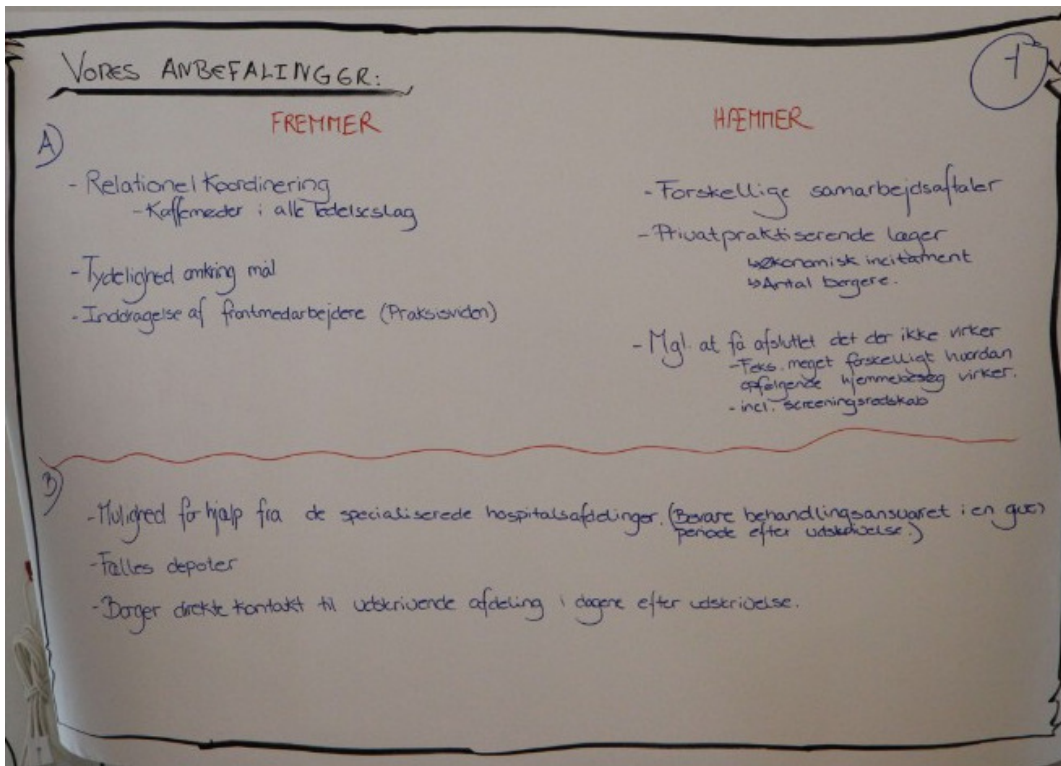 VORES ANBEFALINGER:
1
A)
FREMMER
- Relationel Koordinering
- Kaffemøder i alle ledelseslag
- Tydelighed omkring mål
- Inddragelse af frontmedarbejdere (Praksisviden)
HÆMMER
- Forskellige samarbejdsaftaler
- Privatpraktiserende læger
↳Økonomisk incitament
↳Antal borgere.
- Mgl. at få afsluttet det der ikke virker
- F.eks. meget forskelligt hvordan
opfølgende hjemmebesøg virker.
- incl. screeningsredskab
B)
- Mulighed for hjælp fra de specialiserede hospitalsafdelinger. (Bevare behandlingsansvaret i en given
periode efter udskrivelse.)
- Fælles depoter
- Borger direkte kontakt til udskrivende afdeling i dagene efter udskrivelse.